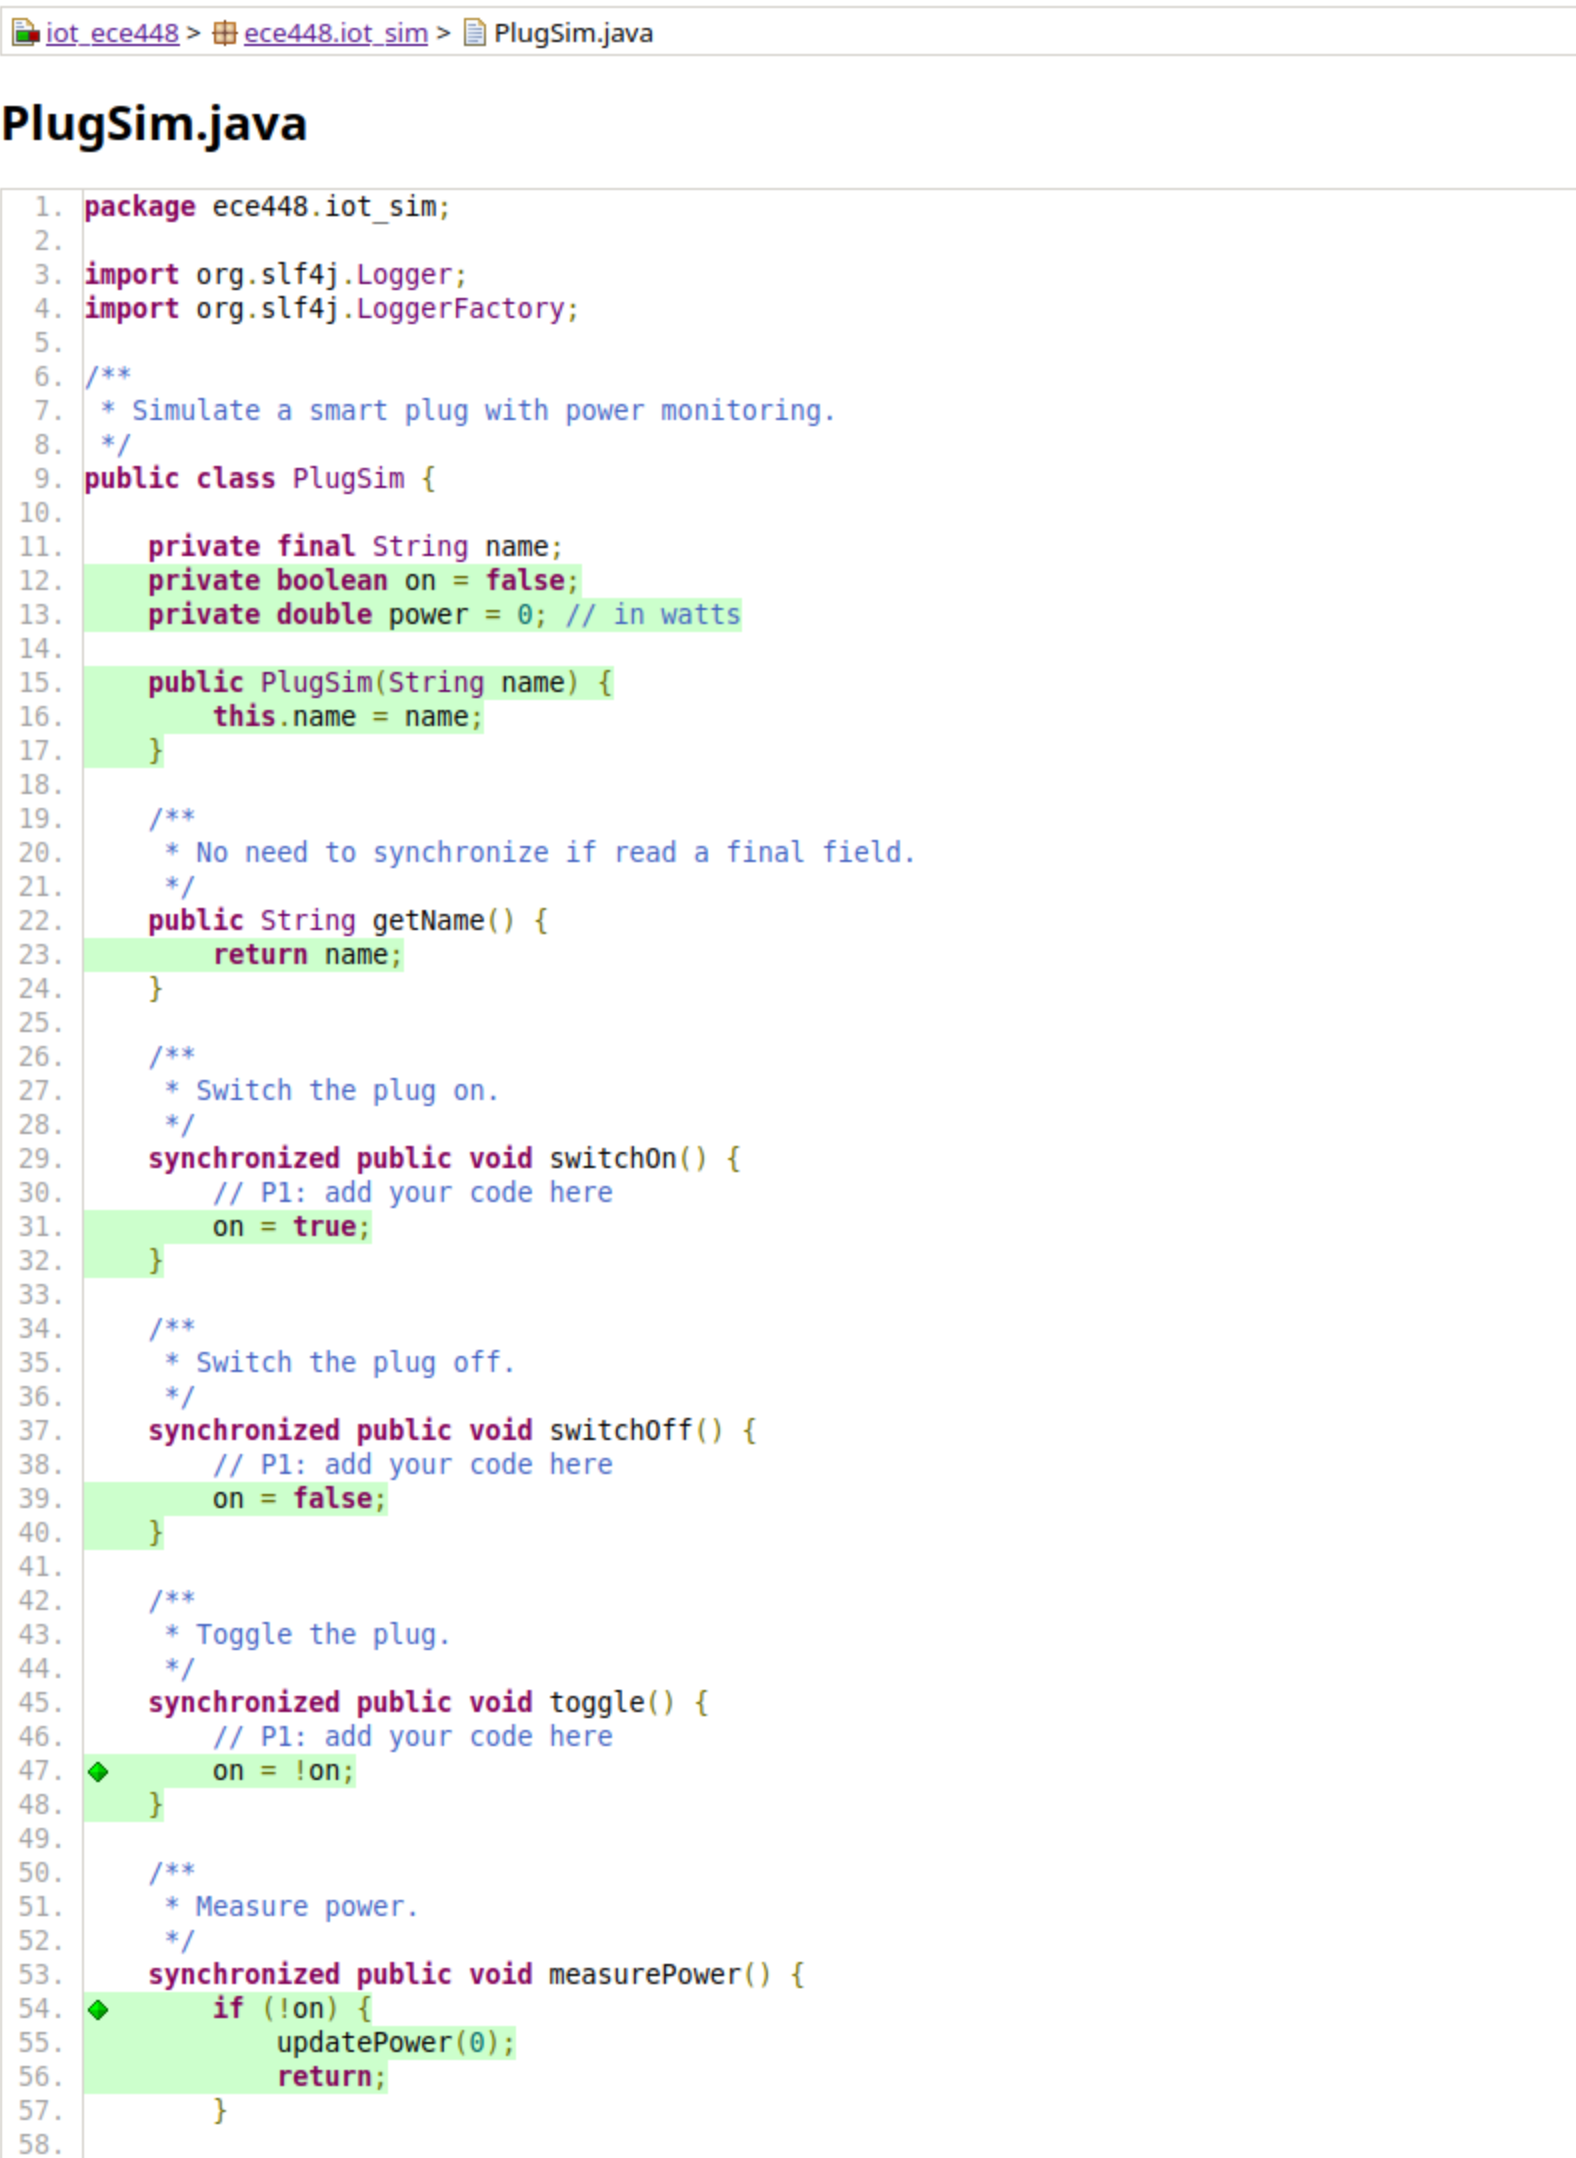 iot_ece448 > ece448.iot_sim > PlugSim.java
PlugSim.java
1. package ece448.iot_sim;
2.
3. import org.slf4j.Logger;
4. import org.slf4j.LoggerFactory;
5.
6. /**
7.  * Simulate a smart plug with power monitoring.
8.  */
9. public class PlugSim {
10.
11.     private final String name;
12.     private boolean on = false;
13.     private double power = 0; // in watts
14.
15.     public PlugSim(String name) {
16.         this.name = name;
17.     }
18.
19.     /**
20.      * No need to synchronize if read a final field.
21.      */
22.     public String getName() {
23.         return name;
24.     }
25.
26.     /**
27.      * Switch the plug on.
28.      */
29.     synchronized public void switchOn() {
30.         // P1: add your code here
31.         on = true;
32.     }
33.
34.     /**
35.      * Switch the plug off.
36.      */
37.     synchronized public void switchOff() {
38.         // P1: add your code here
39.         on = false;
40.     }
41.
42.     /**
43.      * Toggle the plug.
44.      */
45.     synchronized public void toggle() {
46.         // P1: add your code here
47.         on = !on;
48.     }
49.
50.     /**
51.      * Measure power.
52.      */
53.     synchronized public void measurePower() {
54.         if (!on) {
55.             updatePower(0);
56.             return;
57.         }
58.